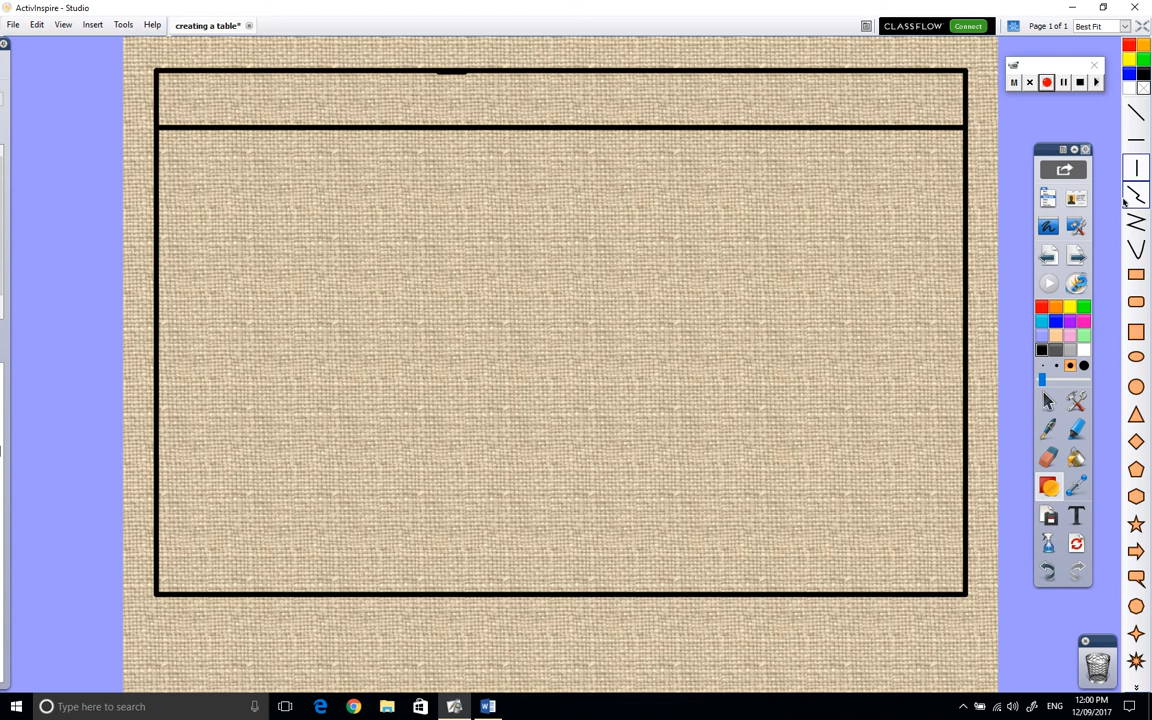 ActivInspire - Studio
File Edit View Insert Tools Help creating a table* CLASSFLOW Connect Page 1 of 1 Best Fit
M
T
Type here to search ENG 12:00 PM
12/09/2017